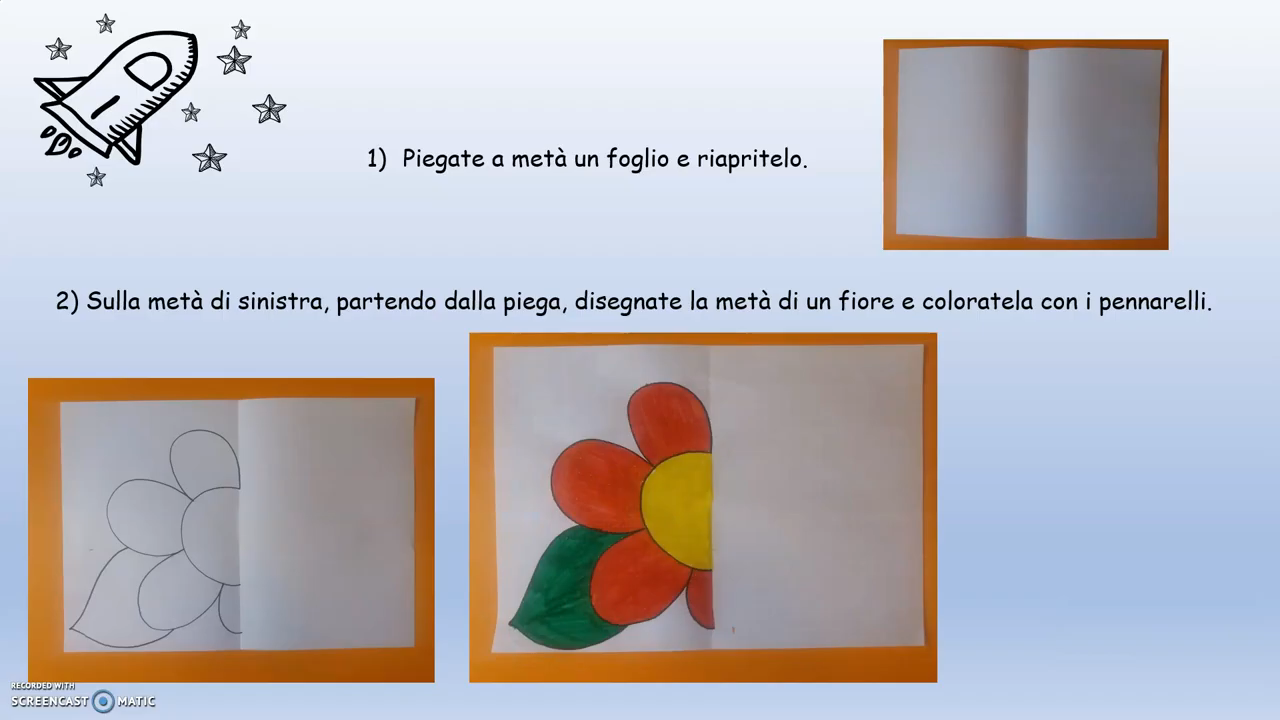 1) Piegate a metà un foglio e riapritelo.
2) Sulla metà di sinistra, partendo dalla piega, disegnate la metà di un fiore e coloratela con i pennarelli.
RECORDED WITH
SCREENCAST MATIC